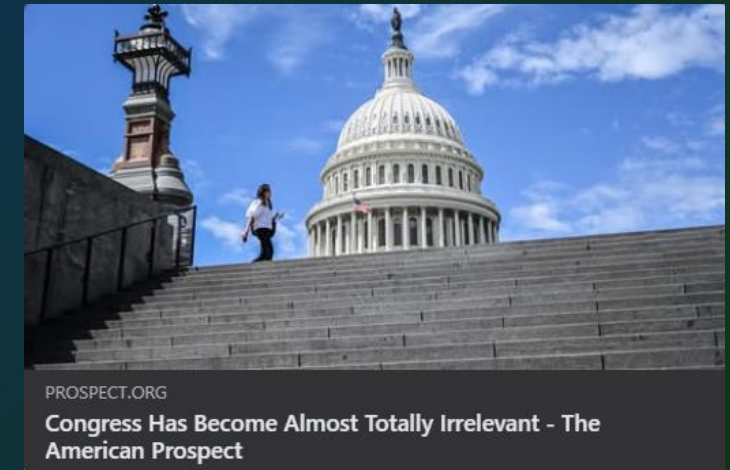 PROSPECT.ORG
Congress Has Become Almost Totally Irrelevant - The
American Prospect